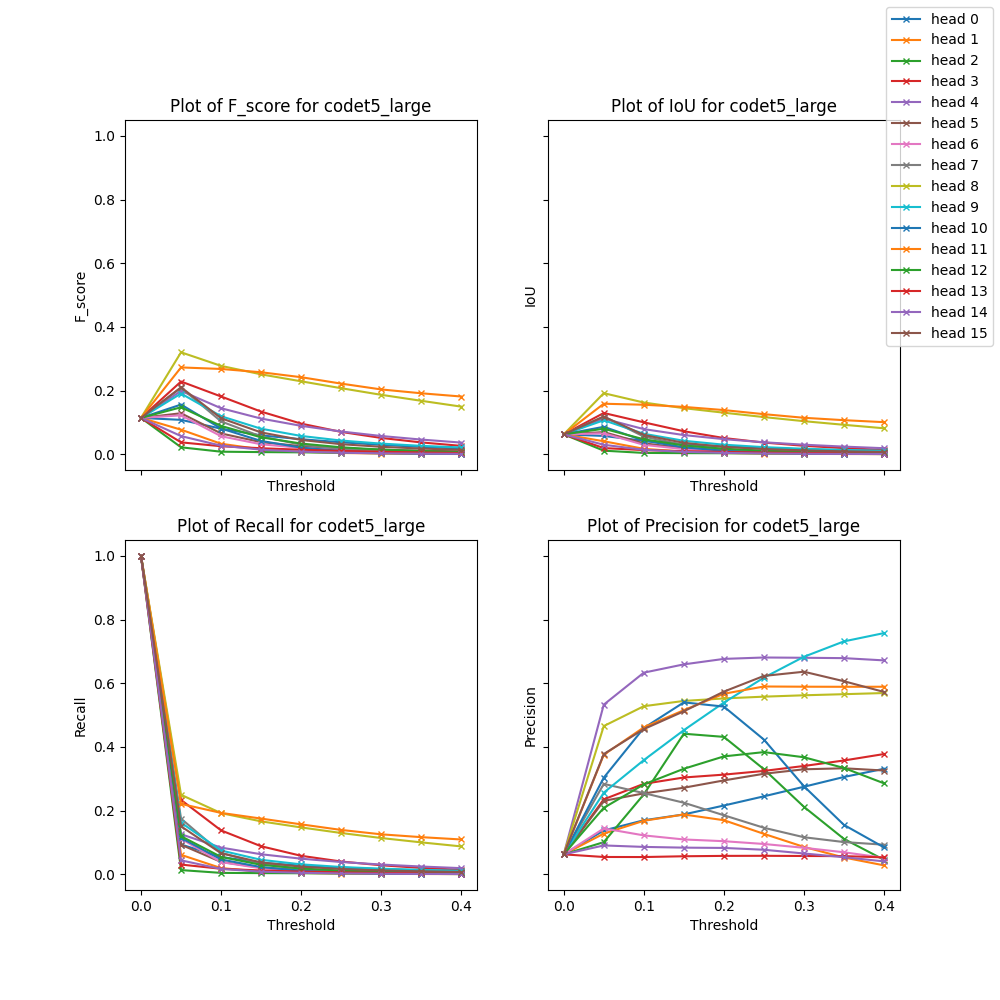 head 0
head 1
head 2
head 3
head 4
head 5
head 6
head 7
head 8
head 9
head 10
head 11
head 12
head 13
head 14
head 15
Plot of F_score for codet5_large
1.0
0.8
0.6
0.4
0.2
0.0
F_score
Threshold
Plot of IoU for codet5_large
IoU
Threshold
Plot of Recall for codet5_large
1.0
0.8
0.6
0.4
0.2
0.0
Recall
0.0 0.1 0.2 0.3 0.4
Threshold
Plot of Precision for codet5_large
Precision
0.0 0.1 0.2 0.3 0.4
Threshold